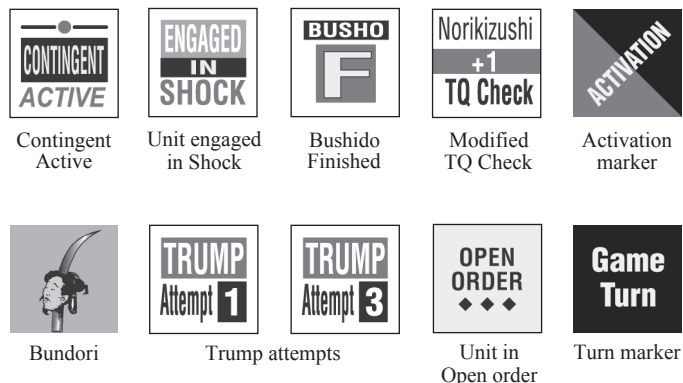 CONTINGENT
ACTIVE
ENGAGED
IN
SHOCK
BUSHO
F
Norikizushi
+1
TQ Check
ACTIVATION
Contingent
Active
Unit engaged
in Shock
Bushido
Finished
Modified
TQ Check
Activation
marker
TRUMP
Attempt 1
TRUMP
Attempt 3
OPEN
ORDER
Game
Turn
Bundori
Trump attempts
Unit in
Open order
Turn marker